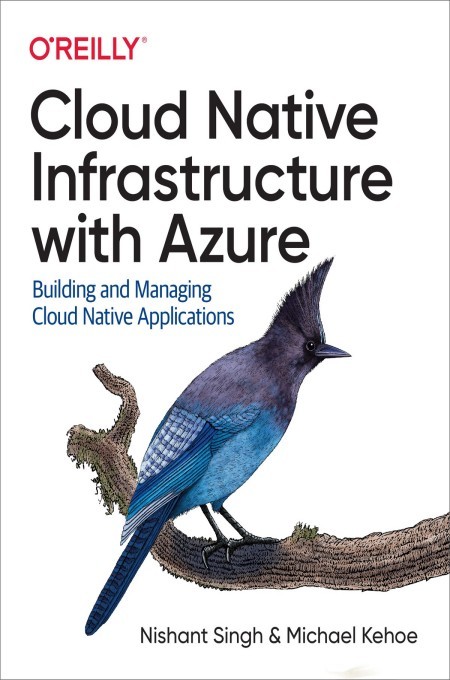 O'REILLY®
Cloud Native
Infrastructure
with Azure
Building and Managing
Cloud Native Applications
Nishant Singh & Michael Kehoe